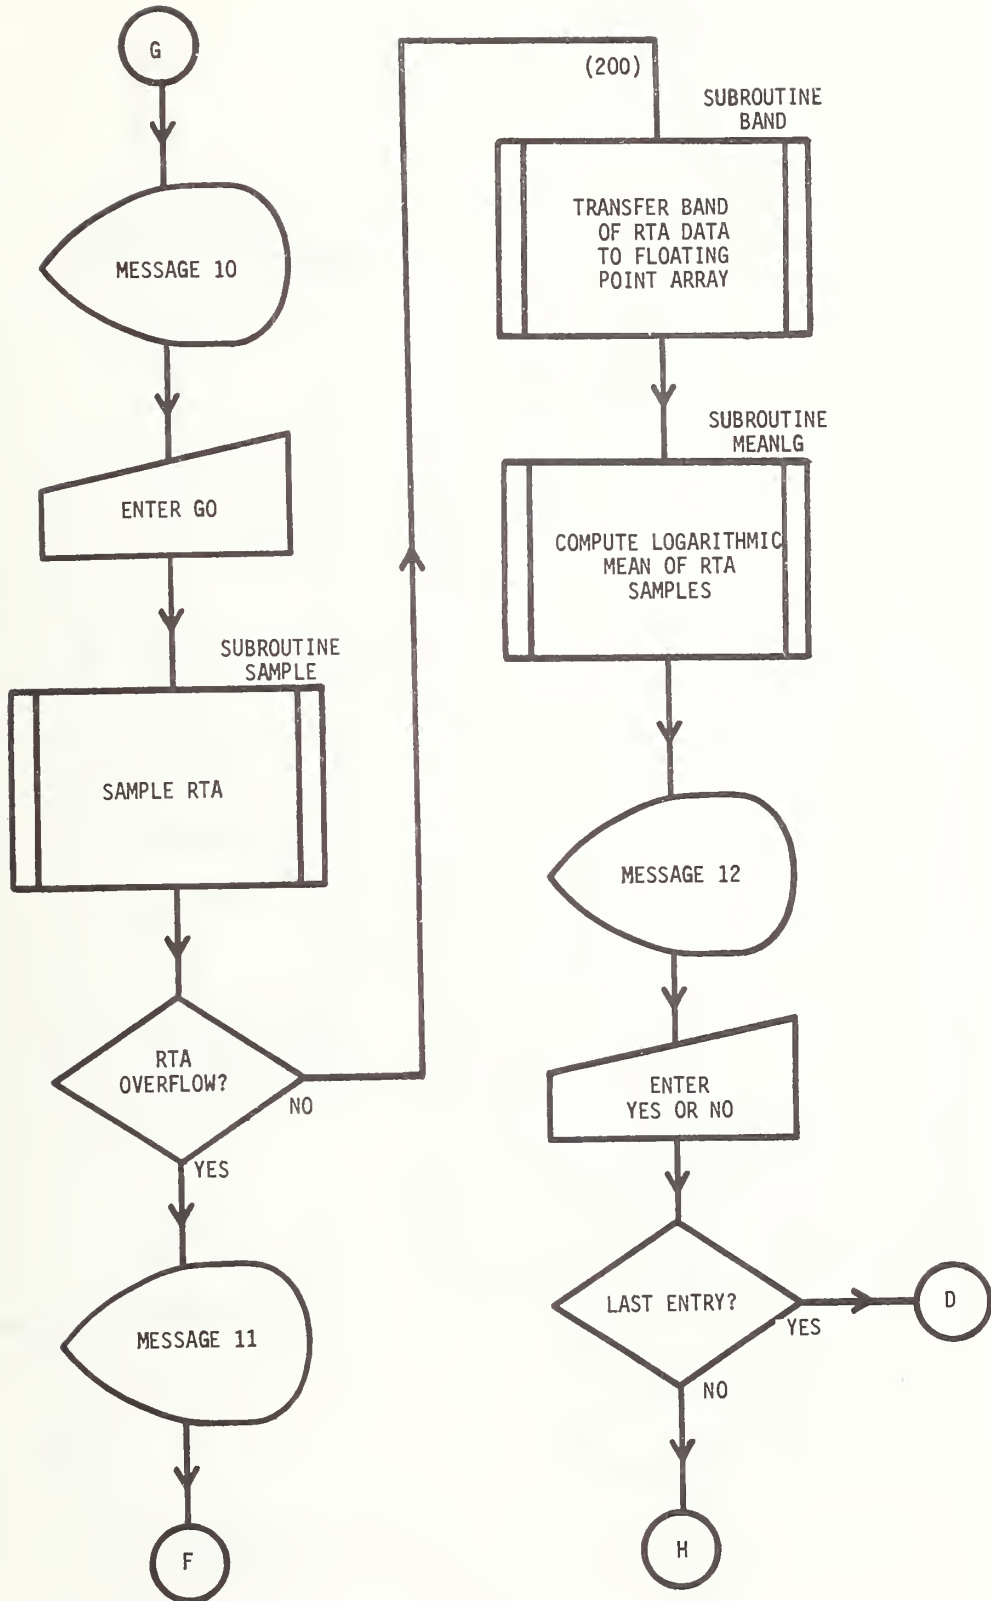 G
MESSAGE 10
ENTER GO
SUBROUTINE
SAMPLE
SAMPLE RTA
RTA
OVERFLOW?
NO
YES
MESSAGE 11
F
(200)
SUBROUTINE
BAND
TRANSFER BAND
OF RTA DATA
TO FLOATING
POINT ARRAY
SUBROUTINE
MEANLG
COMPUTE LOGARITHMIC
MEAN OF RTA
SAMPLES
MESSAGE 12
ENTER
YES OR NO
LAST ENTRY?
YES
D
NO
H